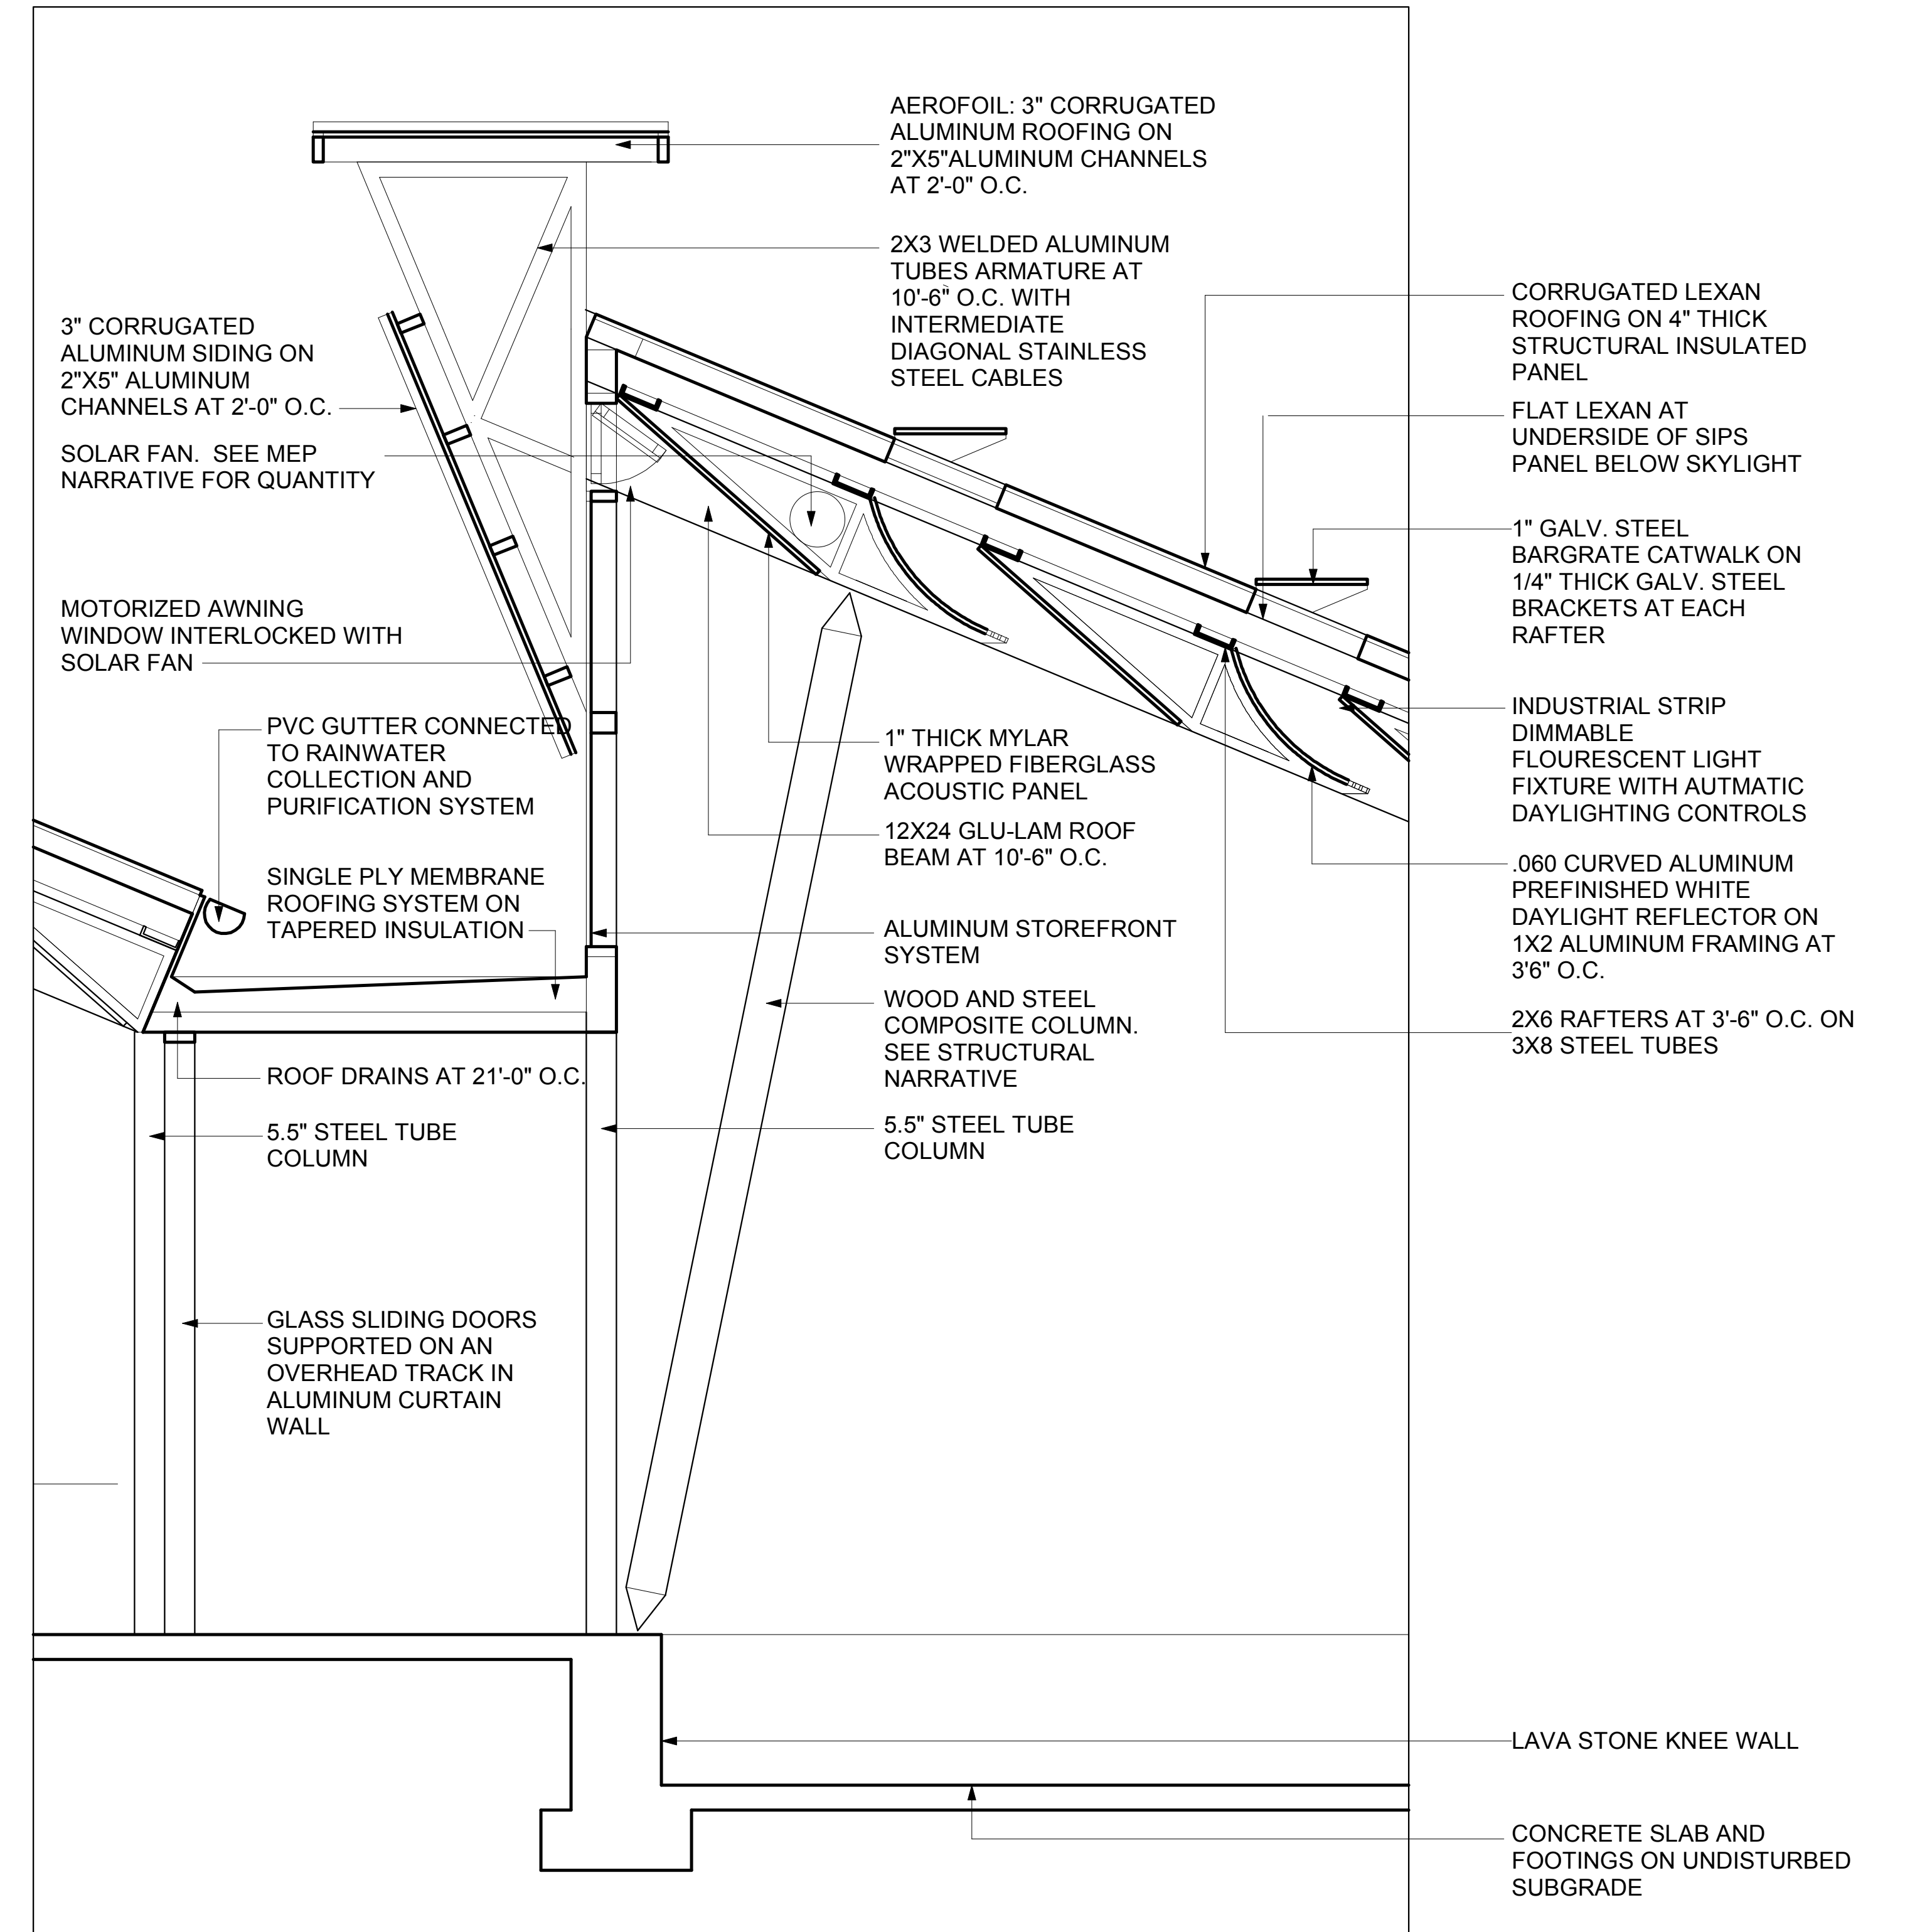 AEROFOIL: 3" CORRUGATED
ALUMINUM ROOFING ON
2"X5"ALUMINUM CHANNELS
AT 2'-0" O.C.
2X3 WELDED ALUMINUM
TUBES ARMATURE AT
10'-6" O.C. WITH
INTERMEDIATE
DIAGONAL STAINLESS
STEEL CABLES
3" CORRUGATED
ALUMINUM SIDING ON
2"X5" ALUMINUM
CHANNELS AT 2'-0" O.C.
SOLAR FAN. SEE MEP
NARRATIVE FOR QUANTITY
MOTORIZED AWNING
WINDOW INTERLOCKED WITH
SOLAR FAN
PVC GUTTER CONNECTED
TO RAINWATER
COLLECTION AND
PURIFICATION SYSTEM
SINGLE PLY MEMBRANE
ROOFING SYSTEM ON
TAPERED INSULATION
ROOF DRAINS AT 21'-0" O.C.
5.5" STEEL TUBE
COLUMN
GLASS SLIDING DOORS
SUPPORTED ON AN
OVERHEAD TRACK IN
ALUMINUM CURTAIN
WALL
1" THICK MYLAR
WRAPPED FIBERGLASS
ACOUSTIC PANEL
12X24 GLU-LAM ROOF
BEAM AT 10'-6" O.C.
ALUMINUM STOREFRONT
SYSTEM
WOOD AND STEEL
COMPOSITE COLUMN.
SEE STRUCTURAL
NARRATIVE
5.5" STEEL TUBE
COLUMN
CORRUGATED LEXAN
ROOFING ON 4" THICK
STRUCTURAL INSULATED
PANEL
FLAT LEXAN AT
UNDERSIDE OF SIPS
PANEL BELOW SKYLIGHT
1" GALV. STEEL
BARGRATE CATWALK ON
1/4" THICK GALV. STEEL
BRACKETS AT EACH
RAFTER
INDUSTRIAL STRIP
DIMMABLE
FLOURESCENT LIGHT
FIXTURE WITH AUTMATIC
DAYLIGHTING CONTROLS
.060 CURVED ALUMINUM
PREFINISHED WHITE
DAYLIGHT REFLECTOR ON
1X2 ALUMINUM FRAMING AT
3'6" O.C.
2X6 RAFTERS AT 3'-6" O.C. ON
3X8 STEEL TUBES
LAVA STONE KNEE WALL
CONCRETE SLAB AND
FOOTINGS ON UNDISTURBED
SUBGRADE